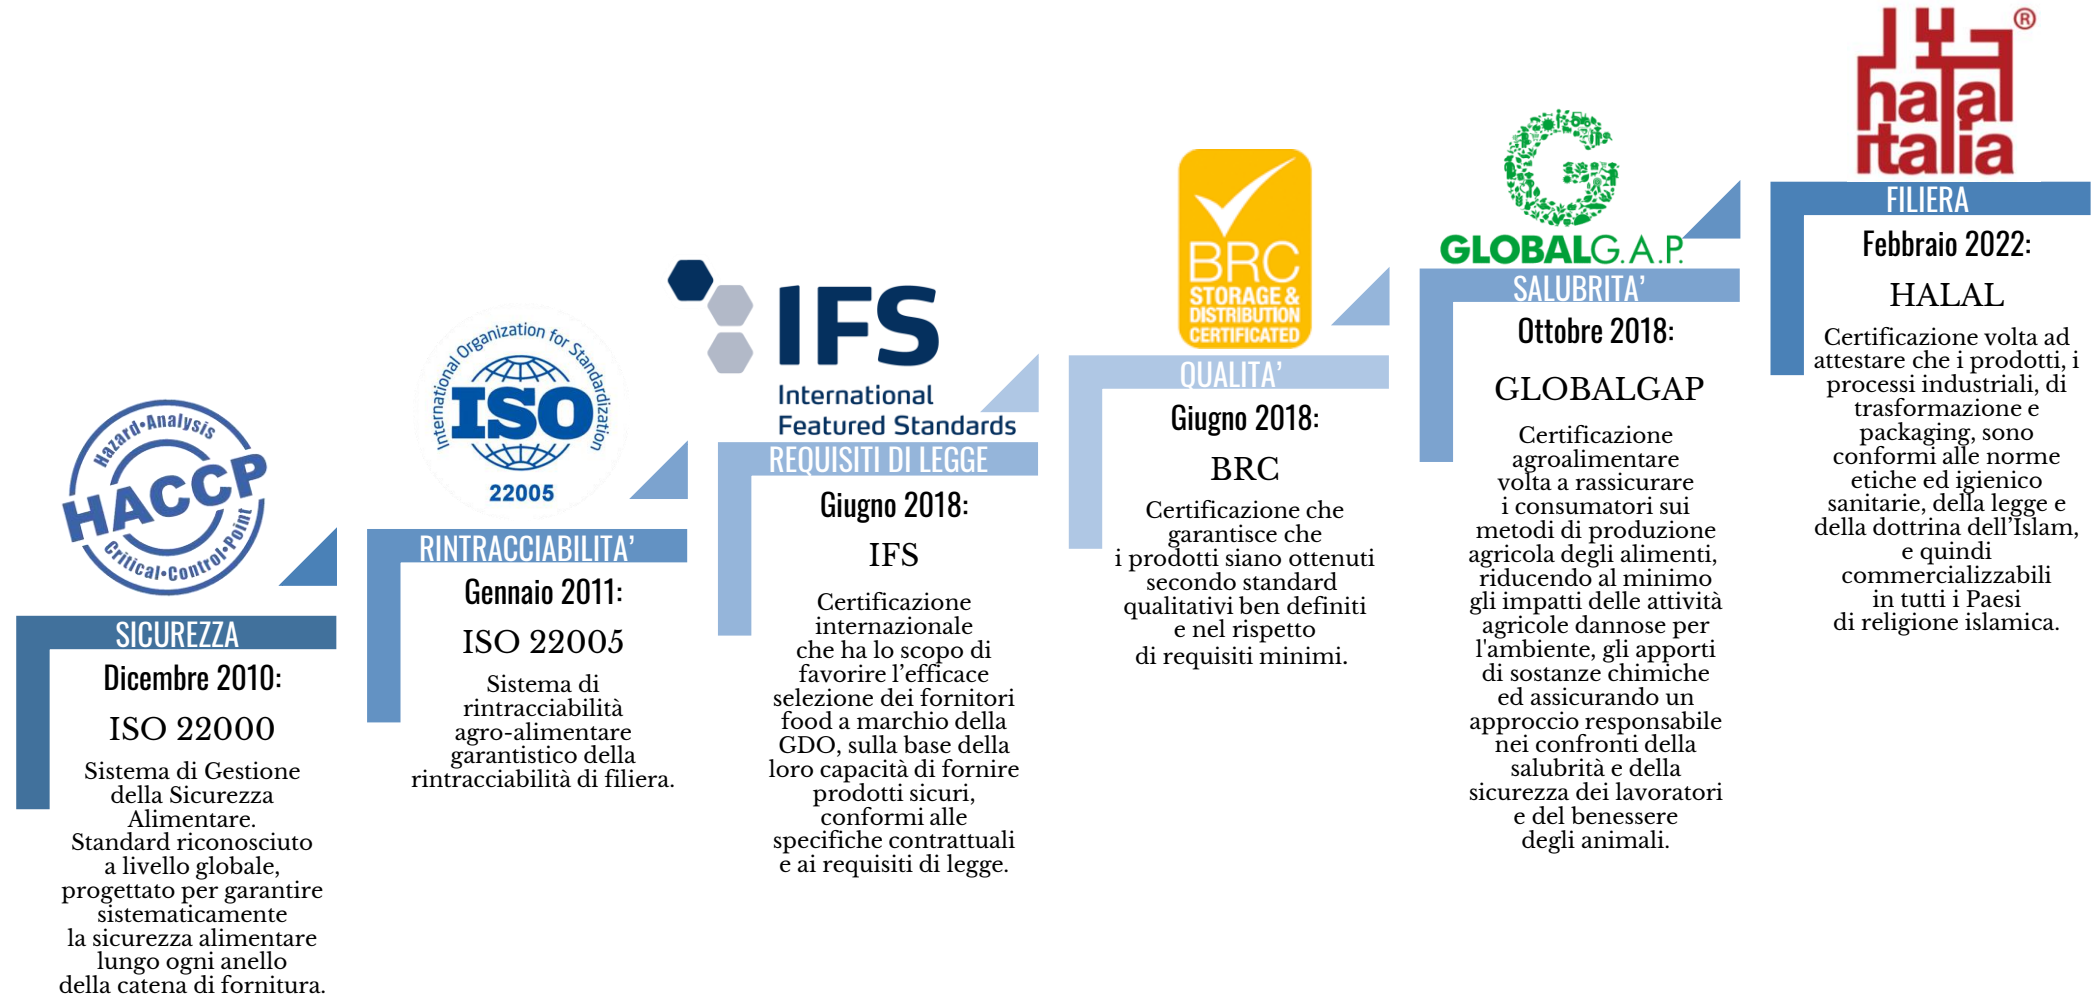 Hazard•Analysis
HACCP
Critical•Control•Point
SICUREZZA
Dicembre 2010:
ISO 22000
Sistema di Gestione
della Sicurezza
Alimentare.
Standard riconosciuto
a livello globale,
progettato per garantire
sistematicamente
la sicurezza alimentare
lungo ogni anello
della catena di fornitura.
International Organization for Standardization
ISO
22005
RINTRACCIABILITA’
Gennaio 2011:
ISO 22005
Sistema di
rintracciabilità
agro-alimentare
garantistico della
rintracciabilità di filiera.
IFS
International
Featured Standards
REQUISITI DI LEGGE
Giugno 2018:
IFS
Certificazione
internazionale
che ha lo scopo di
favorire l’efficace
selezione dei fornitori
food a marchio della
GDO, sulla base della
loro capacità di fornire
prodotti sicuri,
conformi alle
specifiche contrattuali
e ai requisiti di legge.
BRC
STORAGE &
DISTRIBUTION
CERTIFICATED
QUALITA’
Giugno 2018:
BRC
Certificazione che
garantisce che
i prodotti siano ottenuti
secondo standard
qualitativi ben definiti
e nel rispetto
di requisiti minimi.
G
GLOBALG.A.P.
SALUBRITA’
Ottobre 2018:
GLOBALGAP
Certificazione
agroalimentare
volta a rassicurare
i consumatori sui
metodi di produzione
agricola degli alimenti,
riducendo al minimo
gli impatti delle attività
agricole dannose per
l'ambiente, gli apporti
di sostanze chimiche
ed assicurando un
approccio responsabile
nei confronti della
salubrità e della
sicurezza dei lavoratori
e del benessere
degli animali.
®
halal
italia
FILIERA
Febbraio 2022:
HALAL
Certificazione volta ad
attestare che i prodotti, i
processi industriali, di
trasformazione e
packaging, sono
conformi alle norme
etiche ed igienico
sanitarie, della legge e
della dottrina dell’Islam,
e quindi
commercializzabili
in tutti i Paesi
di religione islamica.